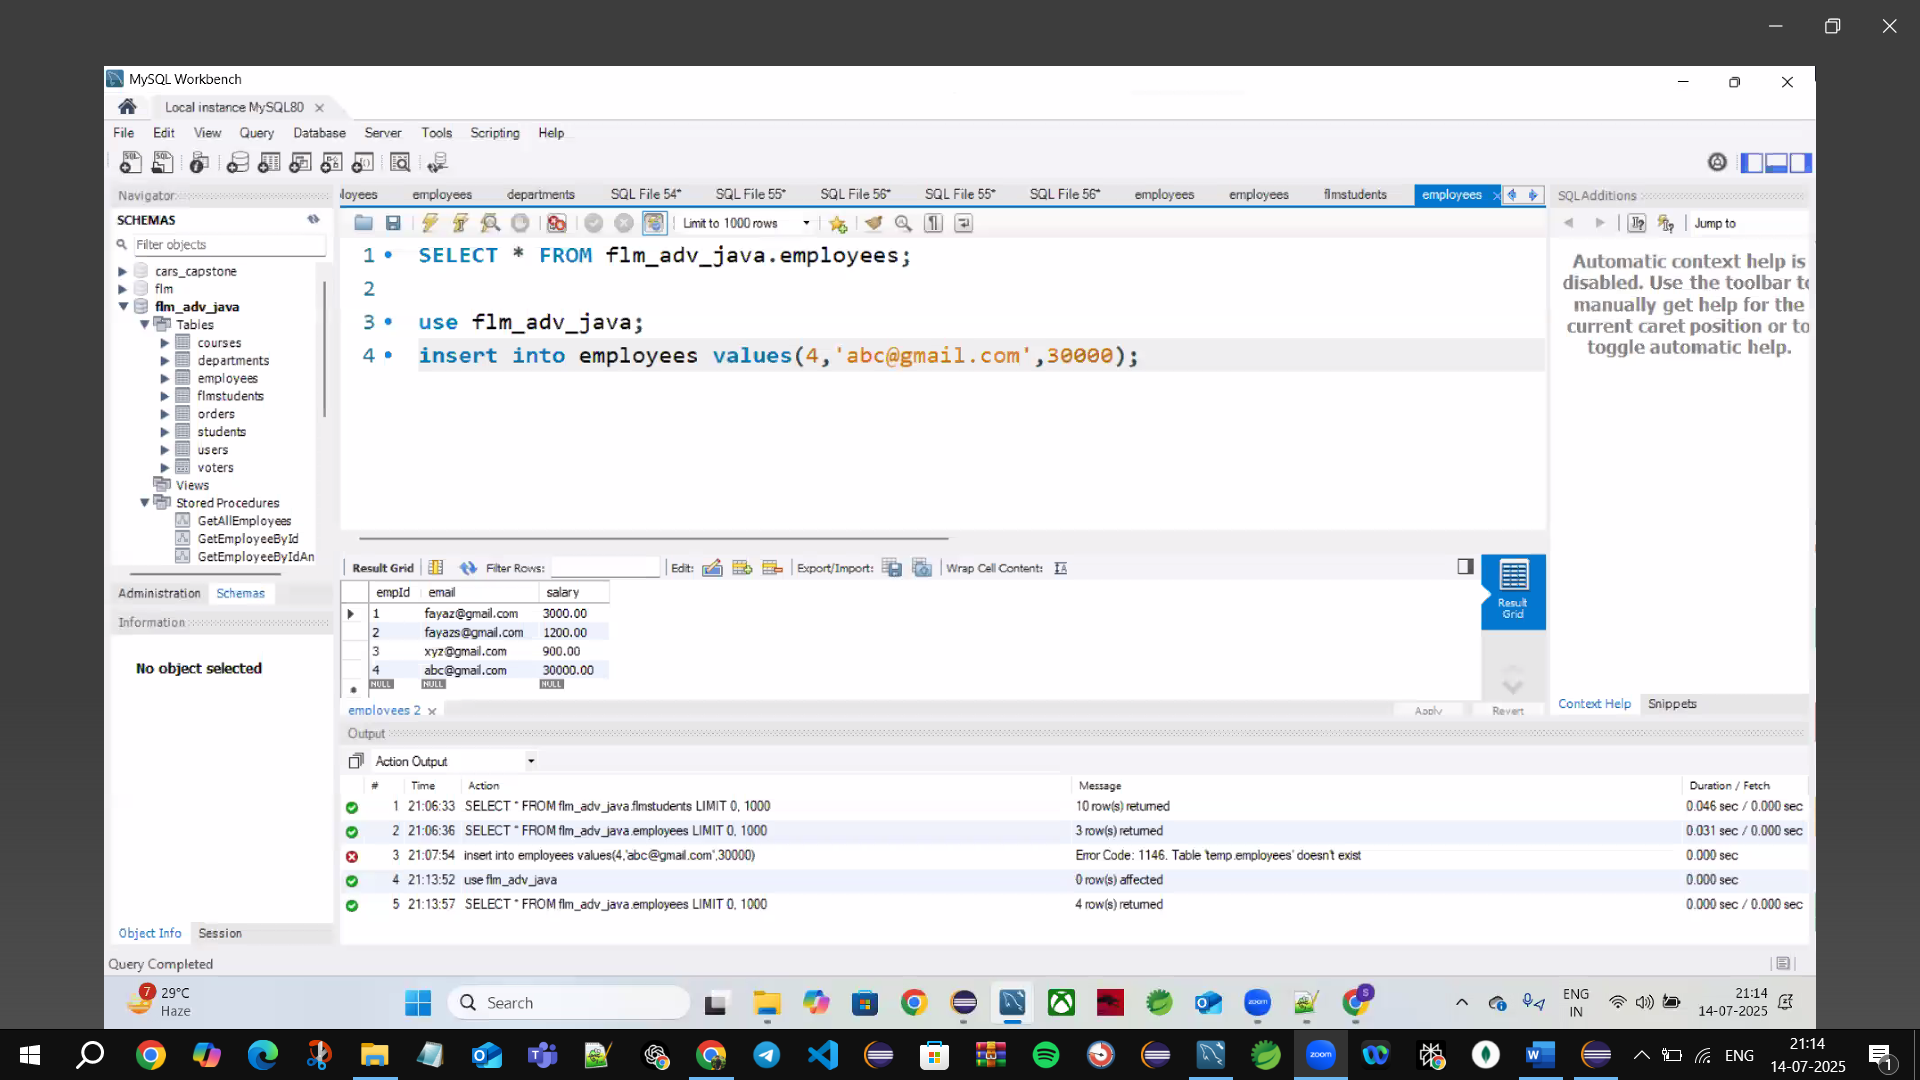 MySQL Workbench
Local instance MySQL80
File Edit View Query Database Server Tools Scripting Help
Navigator
SCHEMAS
Filter objects
cars_capstone
flm
flm_adv_java
Tables
courses
departments
employees
flmstudents
orders
students
users
voters
Views
Stored Procedures
GetAllEmployees
GetEmployeeById
GetEmployeeByIdAn
Administration Schemas
Information
No object selected
Object Info Session
Query Completed
loyees employees departments SQL File 54* SQL File 55* SQL File 56* SQL File 55* SQL File 56* employees employees flmstudents employees
Limit to 1000 rows
1 SELECT * FROM flm_adv_java.employees;
2
3 use flm_adv_java;
4 insert into employees values(4,'abc@gmail.com',30000);
SQLAdditions
Jump to
Automatic context help is
disabled. Use the toolbar to
manually get help for the
current caret position or to
toggle automatic help.
Context Help Snippets
Result Grid Filter Rows: Edit: Export/Import: Wrap Cell Content:
empId email salary
1 fayaz@gmail.com 3000.00
2 fayazs@gmail.com 1200.00
3 xyz@gmail.com 900.00
4 abc@gmail.com 30000.00
NULL NULL NULL
Result
Grid
employees 2 Apply Revert
Output
Action Output
# Time Action Message Duration / Fetch
1 21:06:33 SELECT * FROM flm_adv_java.flmstudents LIMIT 0, 1000 10 row(s) returned 0.046 sec / 0.000 sec
2 21:06:36 SELECT * FROM flm_adv_java.employees LIMIT 0, 1000 3 row(s) returned 0.031 sec / 0.000 sec
3 21:07:54 insert into employees values(4,'abc@gmail.com',30000) Error Code: 1146. Table 'temp.employees' doesn't exist 0.000 sec
4 21:13:52 use flm_adv_java 0 row(s) affected 0.000 sec
5 21:13:57 SELECT * FROM flm_adv_java.employees LIMIT 0, 1000 4 row(s) returned 0.000 sec / 0.000 sec
7 29°C
Haze
Search
zoom
S
ENG
IN
21:14
14-07-2025
zoom
ENG
21:14
14-07-2025
1